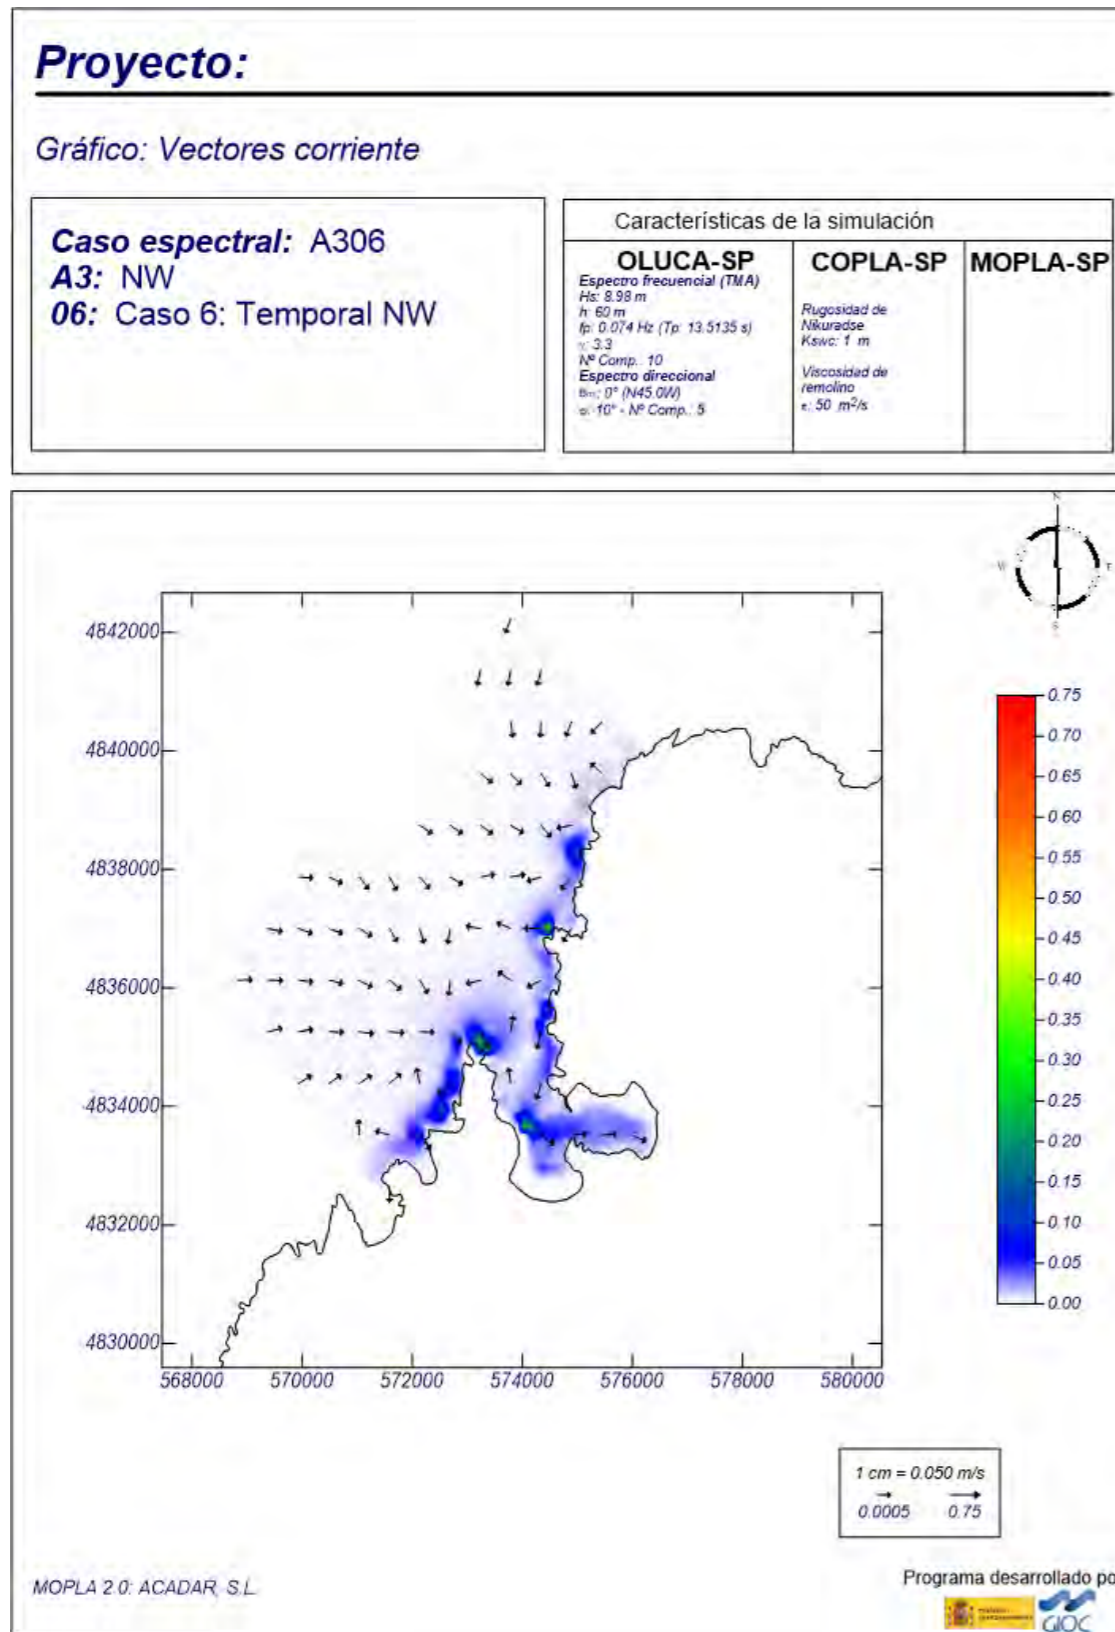 Proyecto:
Gráfico: Vectores corriente
Caso espectral: A306
A3: NW
06: Caso 6: Temporal NW
Características de la simulación
OLUCA-SP
Espectro frecuencial (TMA)
Hs: 8.98 m
h: 60 m
fp: 0.074 Hz (Tp: 13.5135 s)
γ: 3.3
Nº Comp.: 10
Espectro direccional
θm: 0° (N45.0W)
σ: 10° - Nº Comp.: 5
COPLA-SP
Rugosidad de
Nikuradse
Kswc: 1 m
Viscosidad de
remolino
ε: 50 m²/s
MOPLA-SP
N
W
E
S
4842000
4840000
4838000
4836000
4834000
4832000
4830000
568000 570000 572000 574000 576000 578000 580000
0.75
0.70
0.65
0.60
0.55
0.50
0.45
0.40
0.35
0.30
0.25
0.20
0.15
0.10
0.05
0.00
1 cm = 0.050 m/s
0.0005 0.75
MOPLA 2.0: ACADAR, S.L.
Programa desarrollado po
GIOC